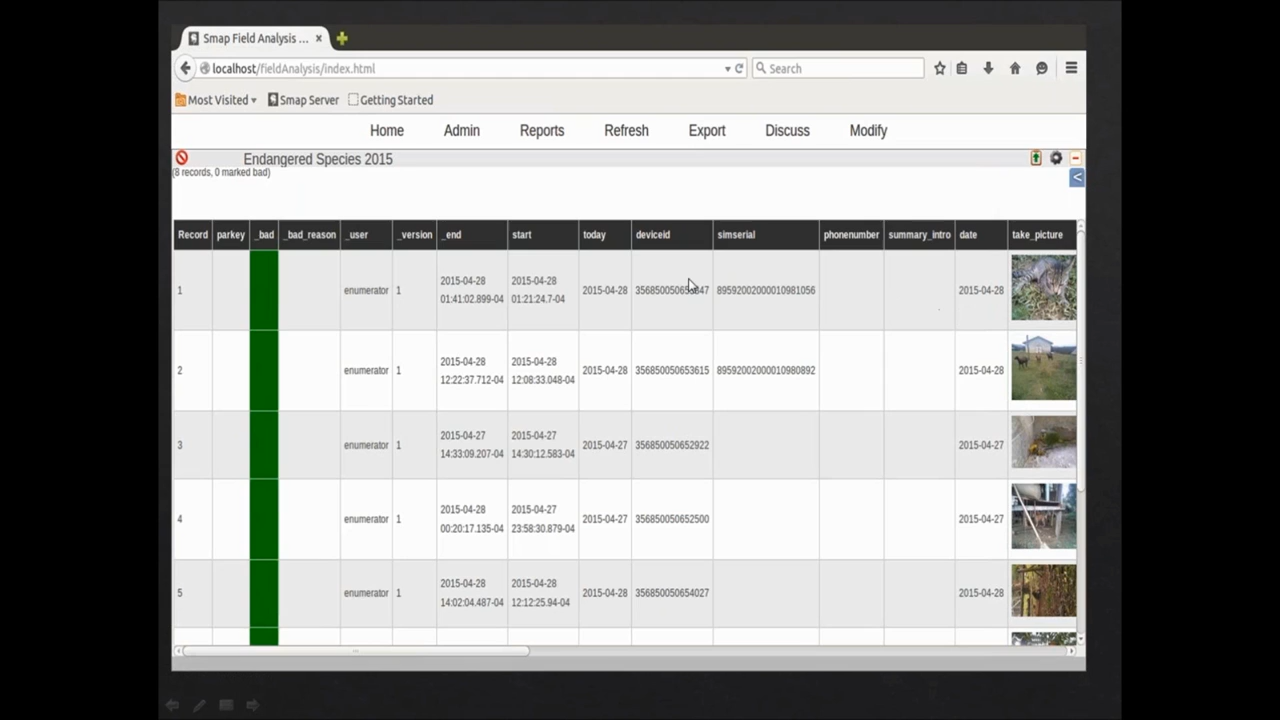 Smap Field Analysis ... ×
localhost/fieldAnalysis/index.html Search
Most Visited Smap Server Getting Started
Home Admin Reports Refresh Export Discuss Modify
Endangered Species 2015
(8 records, 0 marked bad)
<
Record parkey _bad _bad_reason _user _version _end start today deviceid simserial phonenumber summary_intro date take_picture
1 enumerator 1 2015-04-28 01:41:02.899-04 2015-04-28 01:21:24.7-04 2015-04-28 89592002000010981056 2015-04-28
2 enumerator 1 2015-04-28 12:22:37.712-04 2015-04-28 12:08:33.048-04 2015-04-28 356850050653615 89592002000010980892 2015-04-28
3 enumerator 1 2015-04-27 14:33:09.207-04 2015-04-27 14:30:12.583-04 2015-04-27 356850050652922 2015-04-27
4 enumerator 1 2015-04-28 00:20:17.135-04 2015-04-27 23:58:30.879-04 2015-04-27 356850050652500 2015-04-27
5 enumerator 1 2015-04-28 14:02:04.487-04 2015-04-28 12:12:25.94-04 2015-04-28 356850050654027 2015-04-28